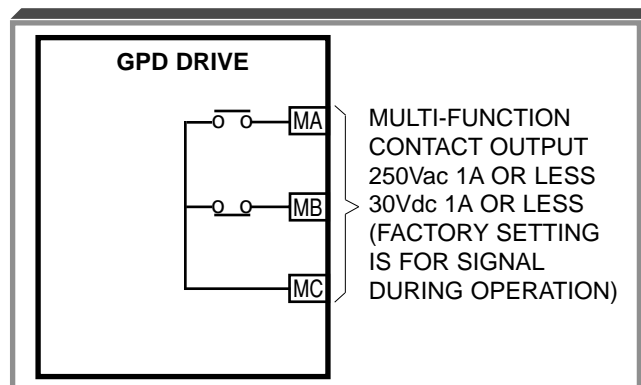 GPD DRIVE
MA
MB
MC
MULTI-FUNCTION
CONTACT OUTPUT
250Vac 1A OR LESS
30Vdc 1A OR LESS
(FACTORY SETTING
IS FOR SIGNAL
DURING OPERATION)